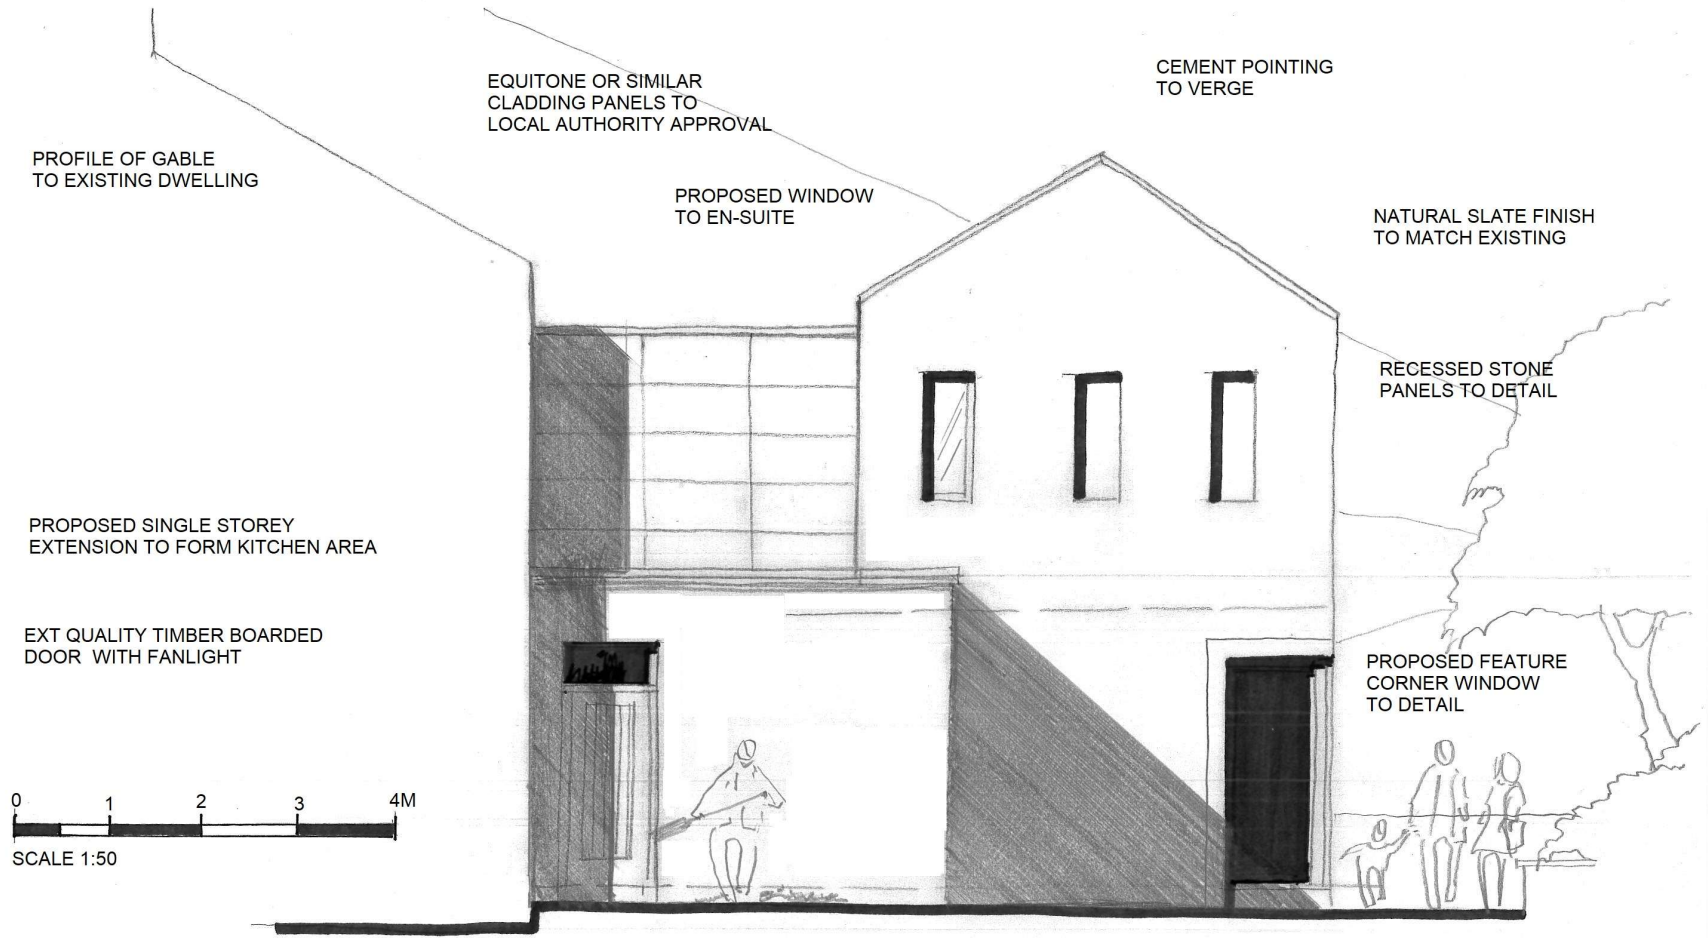 CEMENT POINTING
TO VERGE
EQUITONE OR SIMILAR
CLADDING PANELS TO
LOCAL AUTHORITY APPROVAL
PROFILE OF GABLE
TO EXISTING DWELLING
PROPOSED WINDOW
TO EN-SUITE
NATURAL SLATE FINISH
TO MATCH EXISTING
RECESSED STONE
PANELS TO DETAIL
PROPOSED SINGLE STOREY
EXTENSION TO FORM KITCHEN AREA
EXT QUALITY TIMBER BOARDED
DOOR WITH FANLIGHT
PROPOSED FEATURE
CORNER WINDOW
TO DETAIL
0 1 2 3 4M
SCALE 1:50